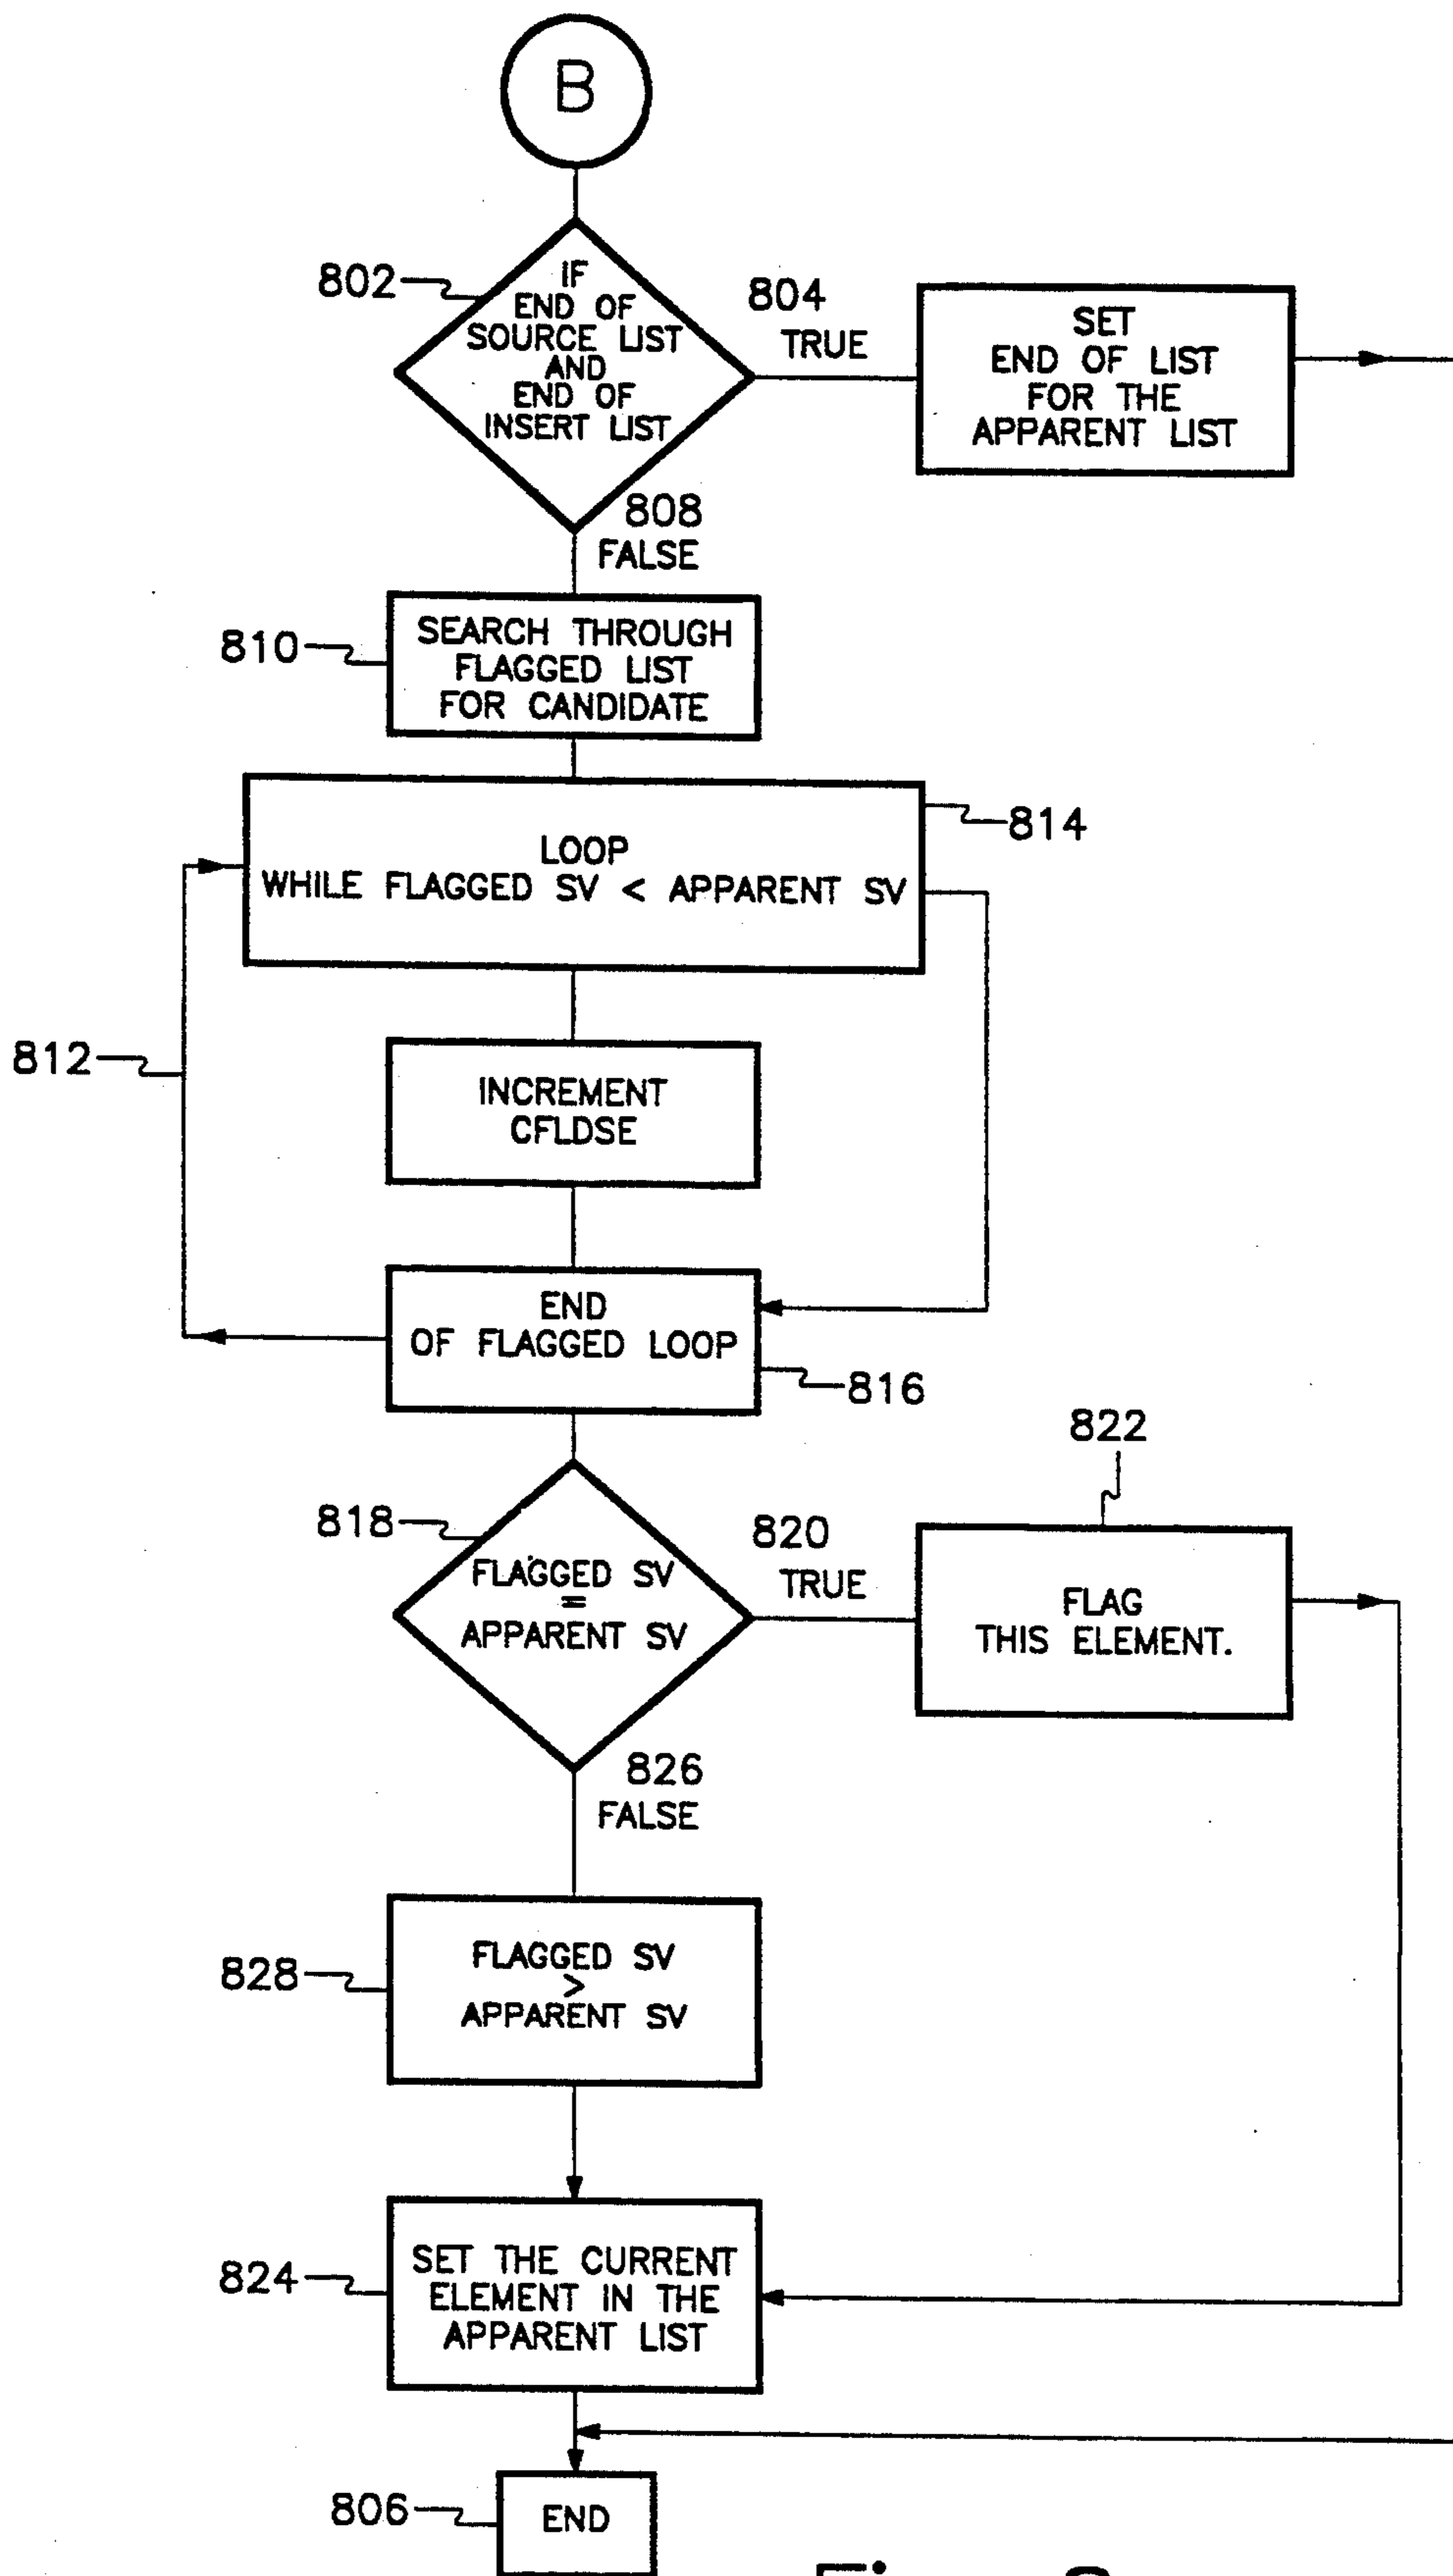 B
802
IF
END OF
SOURCE LIST
AND
END OF
INSERT LIST
804
TRUE
SET
END OF LIST
FOR THE
APPARENT LIST
808
FALSE
810
SEARCH THROUGH
FLAGGED LIST
FOR CANDIDATE
814
LOOP
WHILE FLAGGED SV < APPARENT SV
812
INCREMENT
CFLDSE
END
OF FLAGGED LOOP
816
818
FLAGGED SV
=
APPARENT SV
820
TRUE
822
FLAG
THIS ELEMENT.
826
FALSE
828
FLAGGED SV
>
APPARENT SV
824
SET THE CURRENT
ELEMENT IN THE
APPARENT LIST
806
END